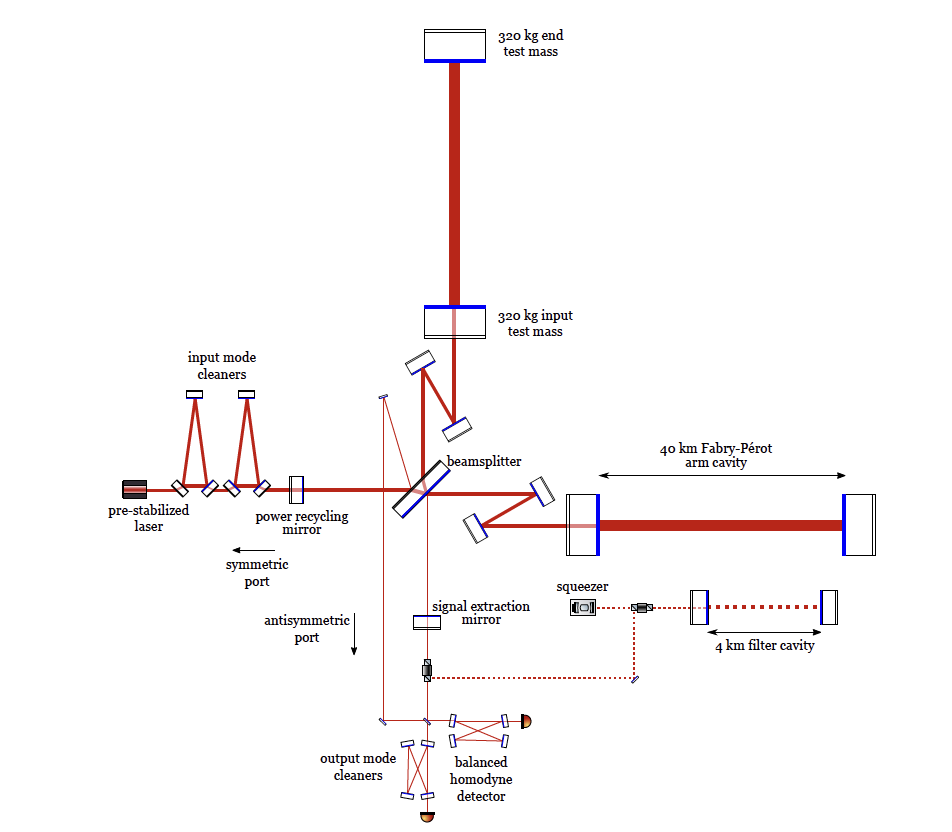 320 kg end
test mass
320 kg input
test mass
input mode
cleaners
beamsplitter
40 km Fabry-Pérot
arm cavity
pre-stabilized
laser
power recycling
mirror
symmetric
port
squeezer
signal extraction
mirror
antisymmetric
port
4 km filter cavity
output mode
cleaners
balanced
homodyne
detector